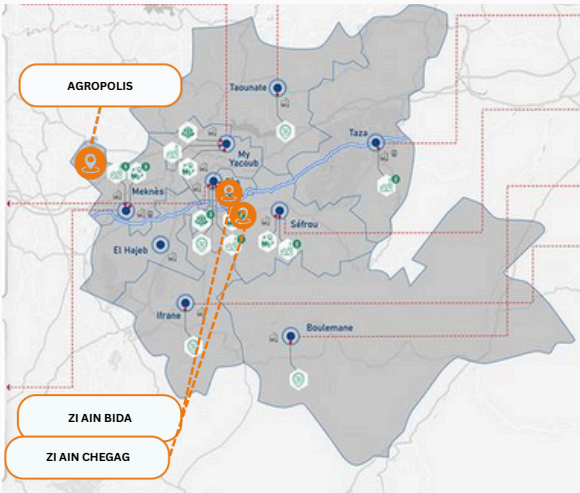 AGROPOLIS
Taounate
Taza
My
Yacoub
Meknès
Séfrou
El Hajeb
Ifrane
Boulemane
ZI AIN BIDA
ZI AIN CHEGAG